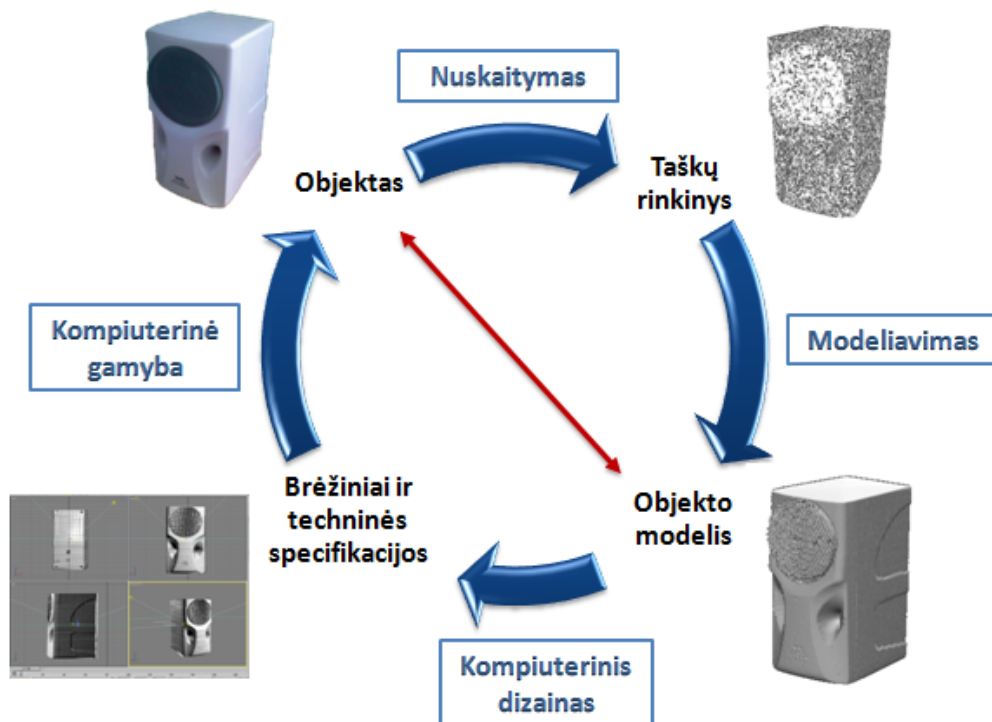 Nuskaitymas
Objektas
Taškų
rinkinys
Kompiuterinė
gamyba
Modeliavimas
Brėžiniai ir
techninės
specifikacijos
Objekto
modelis
Kompiuterinis
dizainas